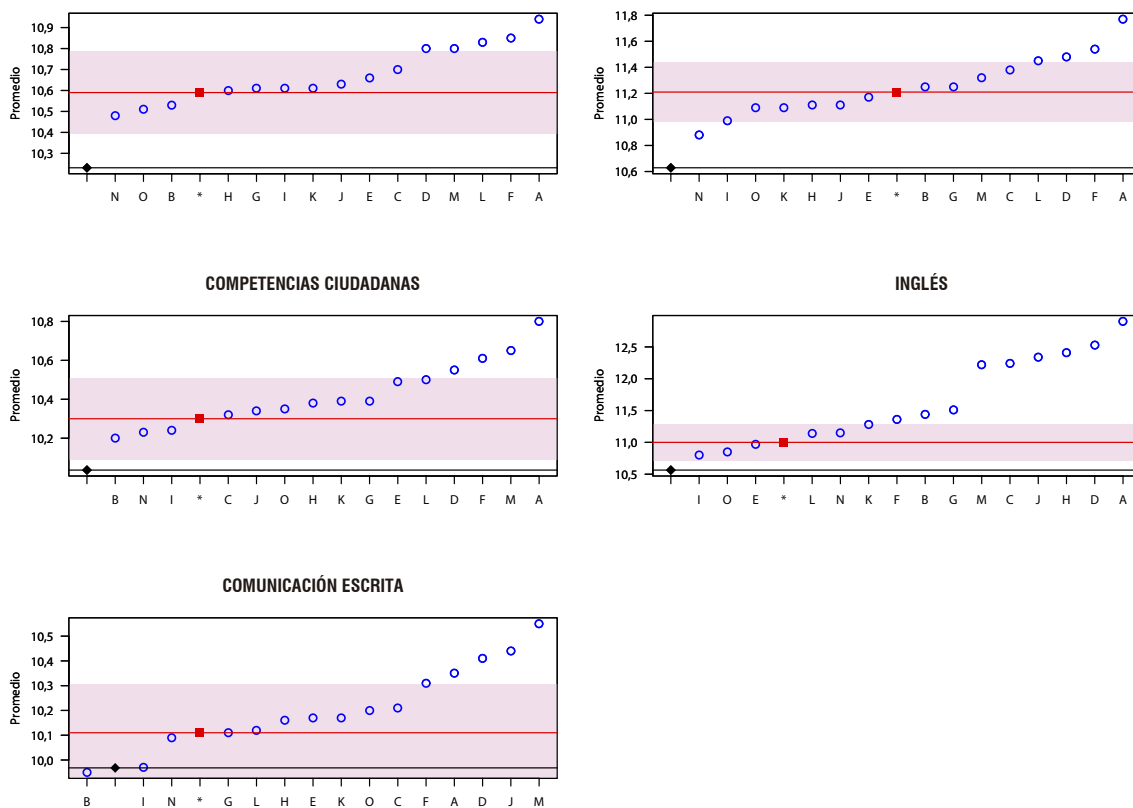 Promedio
10,9
10,8
10,7
10,6
10,5
10,4
10,3
N O B * H G I K J E C D M L F A
Promedio
11,8
11,6
11,4
11,2
11,0
10,8
10,6
N I O K H J E * B G M C L D F A
COMPETENCIAS CIUDADANAS
Promedio
10,8
10,6
10,4
10,2
B N I * C J O H K G E L D F M A
INGLÉS
Promedio
12,5
12,0
11,5
11,0
10,5
I O E * L N K F B G M C J H D A
COMUNICACIÓN ESCRITA
Promedio
10,5
10,4
10,3
10,2
10,1
10,0
B I N * G L H E K O C F A D J M